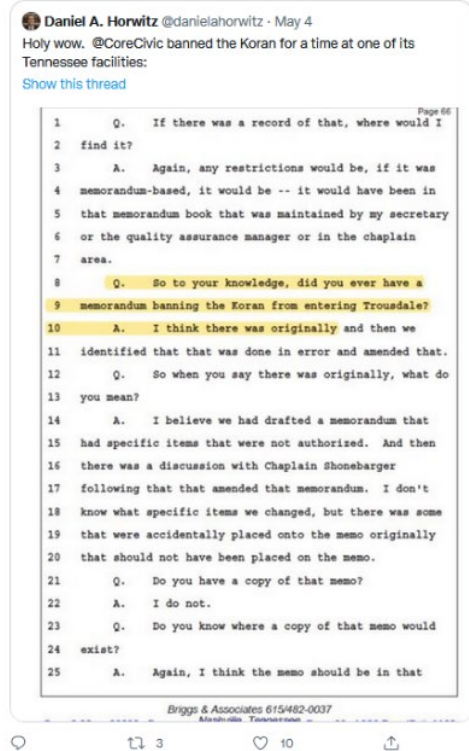 Daniel A. Horwitz @danielahorwitz · May 4
Holy wow. @CoreCivic banned the Koran for a time at one of its
Tennessee facilities:
Show this thread
Page 66
1 Q. If there was a record of that, where would I
2 find it?
3 A. Again, any restrictions would be, if it was
4 memorandum-based, it would be -- it would have been in
5 that memorandum book that was maintained by my secretary
6 or the quality assurance manager or in the chaplain
7 area.
8 Q. So to your knowledge, did you ever have a
9 memorandum banning the Koran from entering Trousdale?
10 A. I think there was originally and then we
11 identified that that was done in error and amended that.
12 Q. So when you say there was originally, what do
13 you mean?
14 A. I believe we had drafted a memorandum that
15 had specific items that were not authorized. And then
16 there was a discussion with Chaplain Shonebarger
17 following that that amended that memorandum. I don't
18 know what specific items we changed, but there was some
19 that were accidentally placed onto the memo originally
20 that should not have been placed on the memo.
21 Q. Do you have a copy of that memo?
22 A. I do not.
23 Q. Do you know where a copy of that memo would
24 exist?
25 A. Again, I think the memo should be in that
Briggs & Associates 615/482-0037
Nashville, Tennessee
3 10